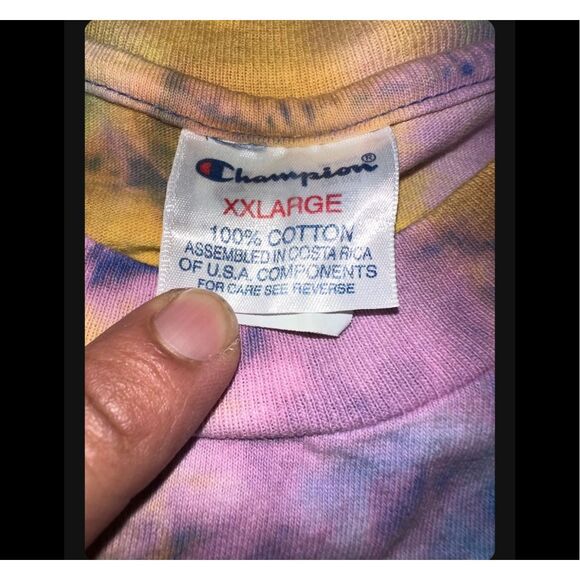 Champion®
XXLARGE
100% COTTON
ASSEMBLED IN COSTA RICA
OF U.S.A. COMPONENTS
FOR CARE SEE REVERSE